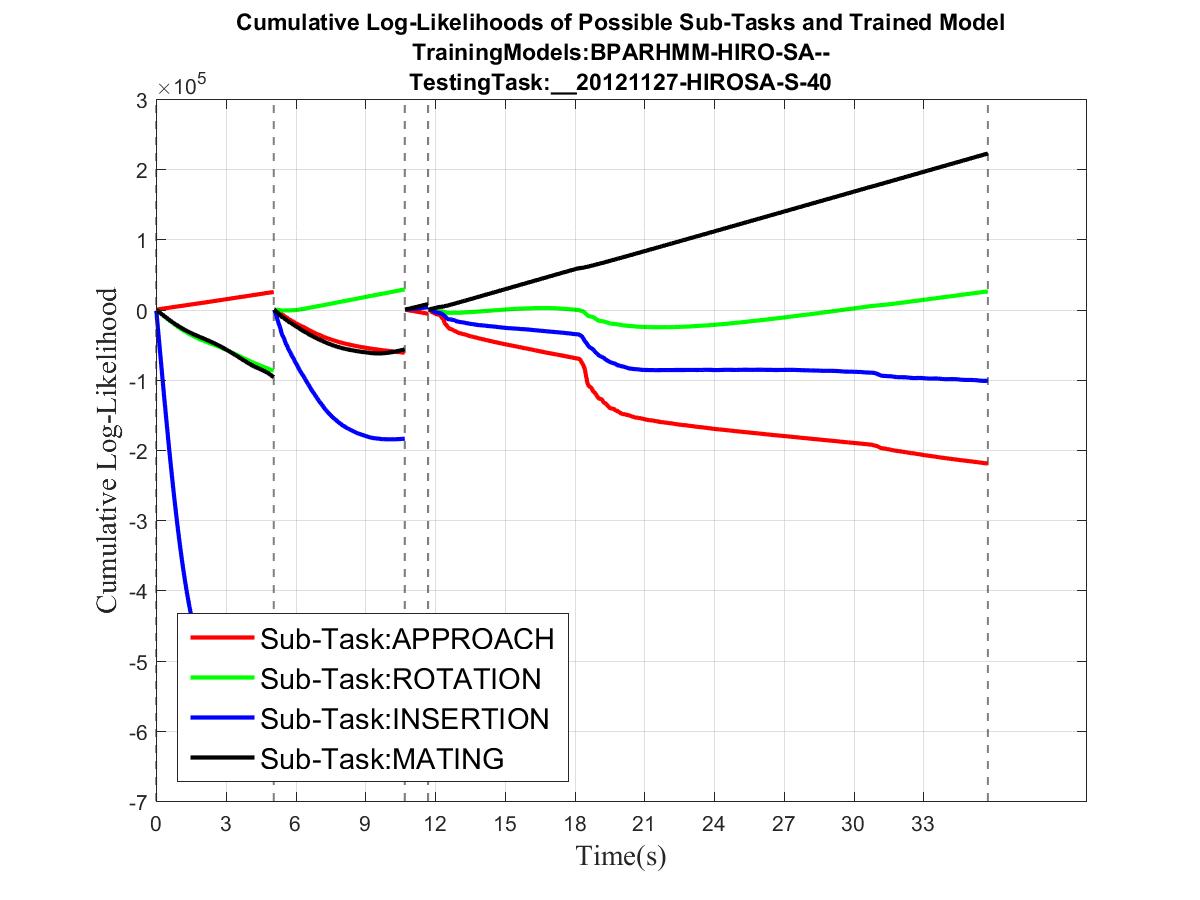 Cumulative Log-Likelihoods of Possible Sub-Tasks and Trained Model
TrainingModels:BPARHMM-HIRO-SA--
TestingTask:__20121127-HIROSA-S-40
×10^5
3
2
1
0
-1
-2
-3
-4
-5
-6
-7
Cumulative Log-Likelihood
Sub-Task:APPROACH
Sub-Task:ROTATION
Sub-Task:INSERTION
Sub-Task:MATING
0 3 6 9 12 15 18 21 24 27 30 33
Time(s)